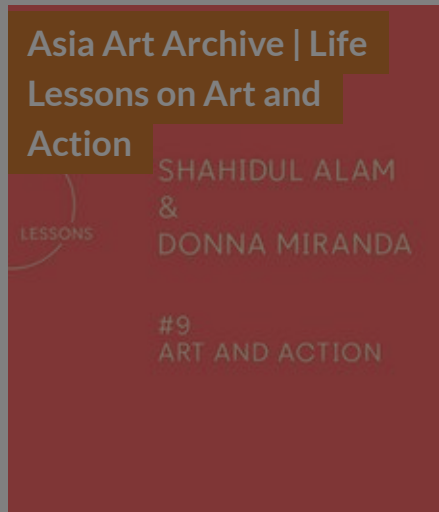 Asia Art Archive | Life
Lessons on Art and
Action
SHAHIDUL ALAM
&
DONNA MIRANDA
LESSONS
#9
ART AND ACTION